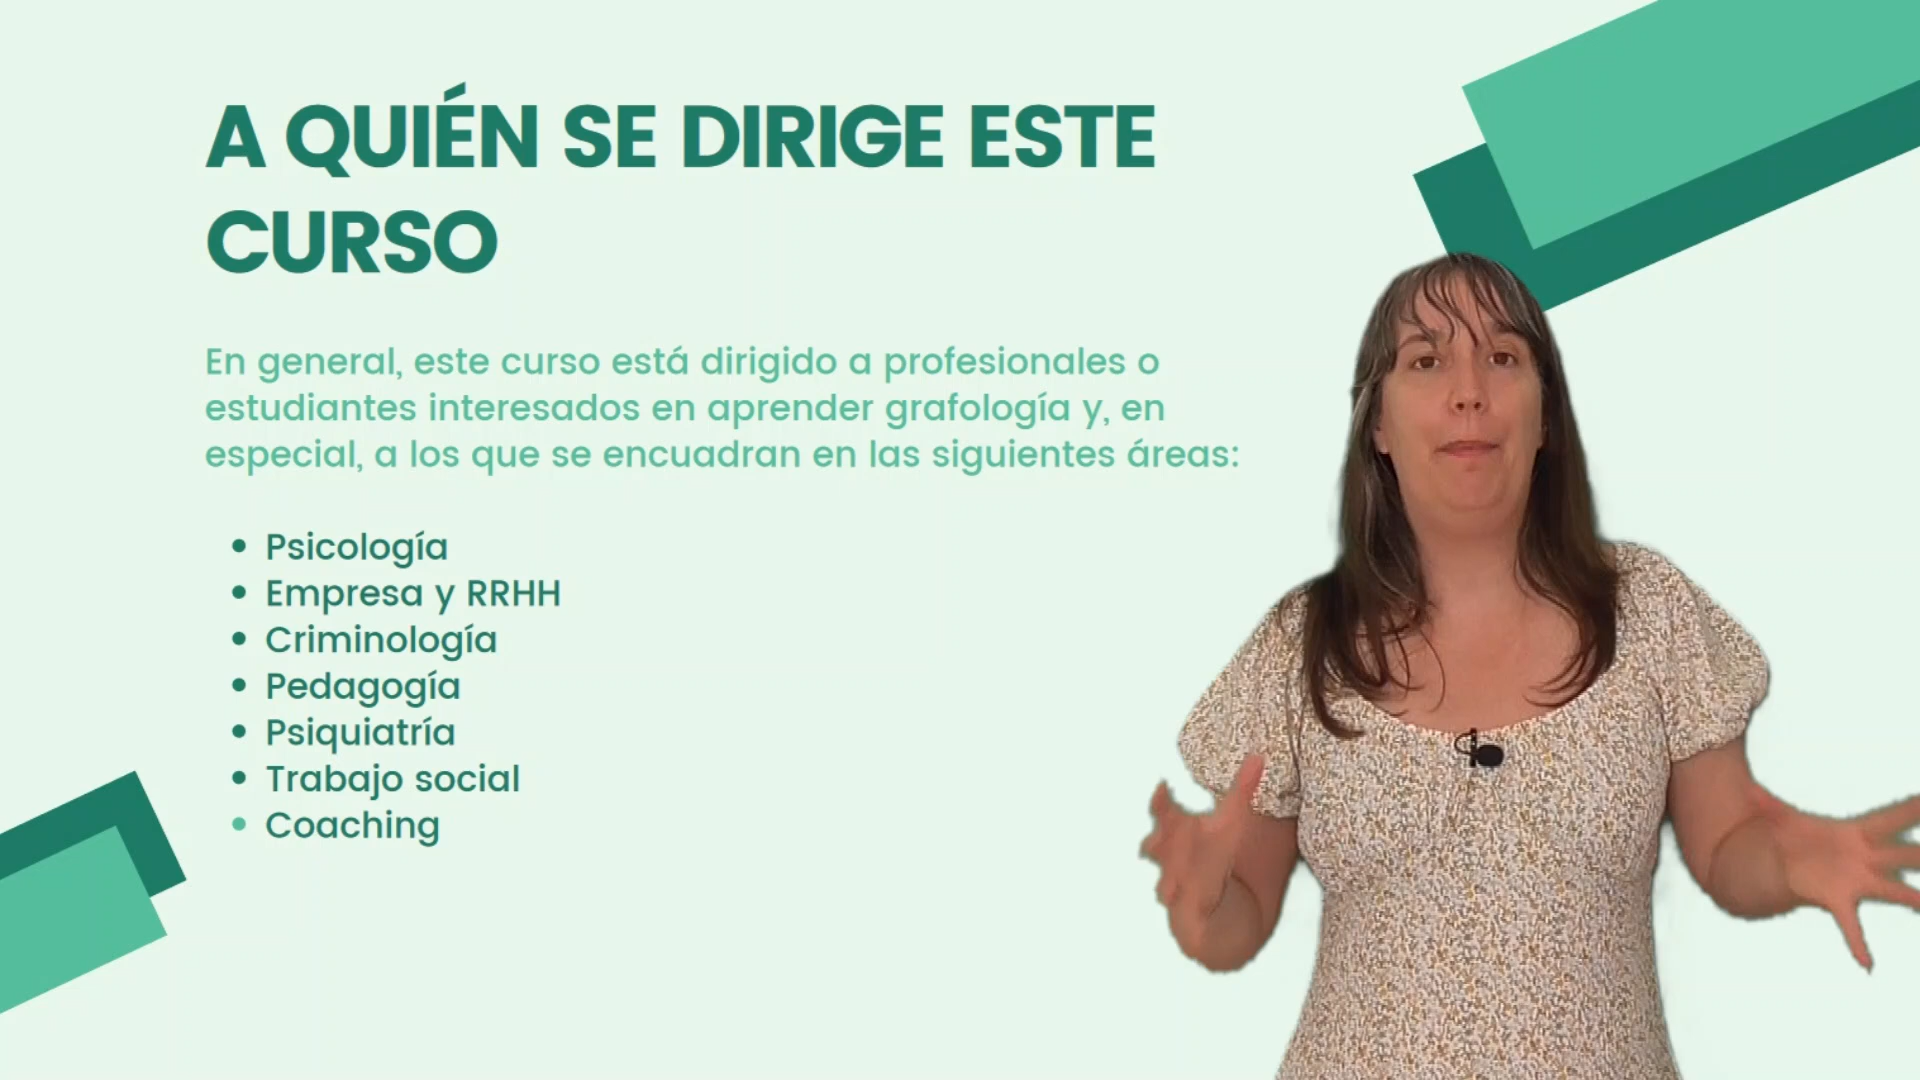 A QUIÉN SE DIRIGE ESTE
CURSO
En general, este curso está dirigido a profesionales o
estudiantes interesados en aprender grafología y, en
especial, a los que se encuadran en las siguientes áreas:
• Psicología
• Empresa y RRHH
• Criminología
• Pedagogía
• Psiquiatría
• Trabajo social
• Coaching